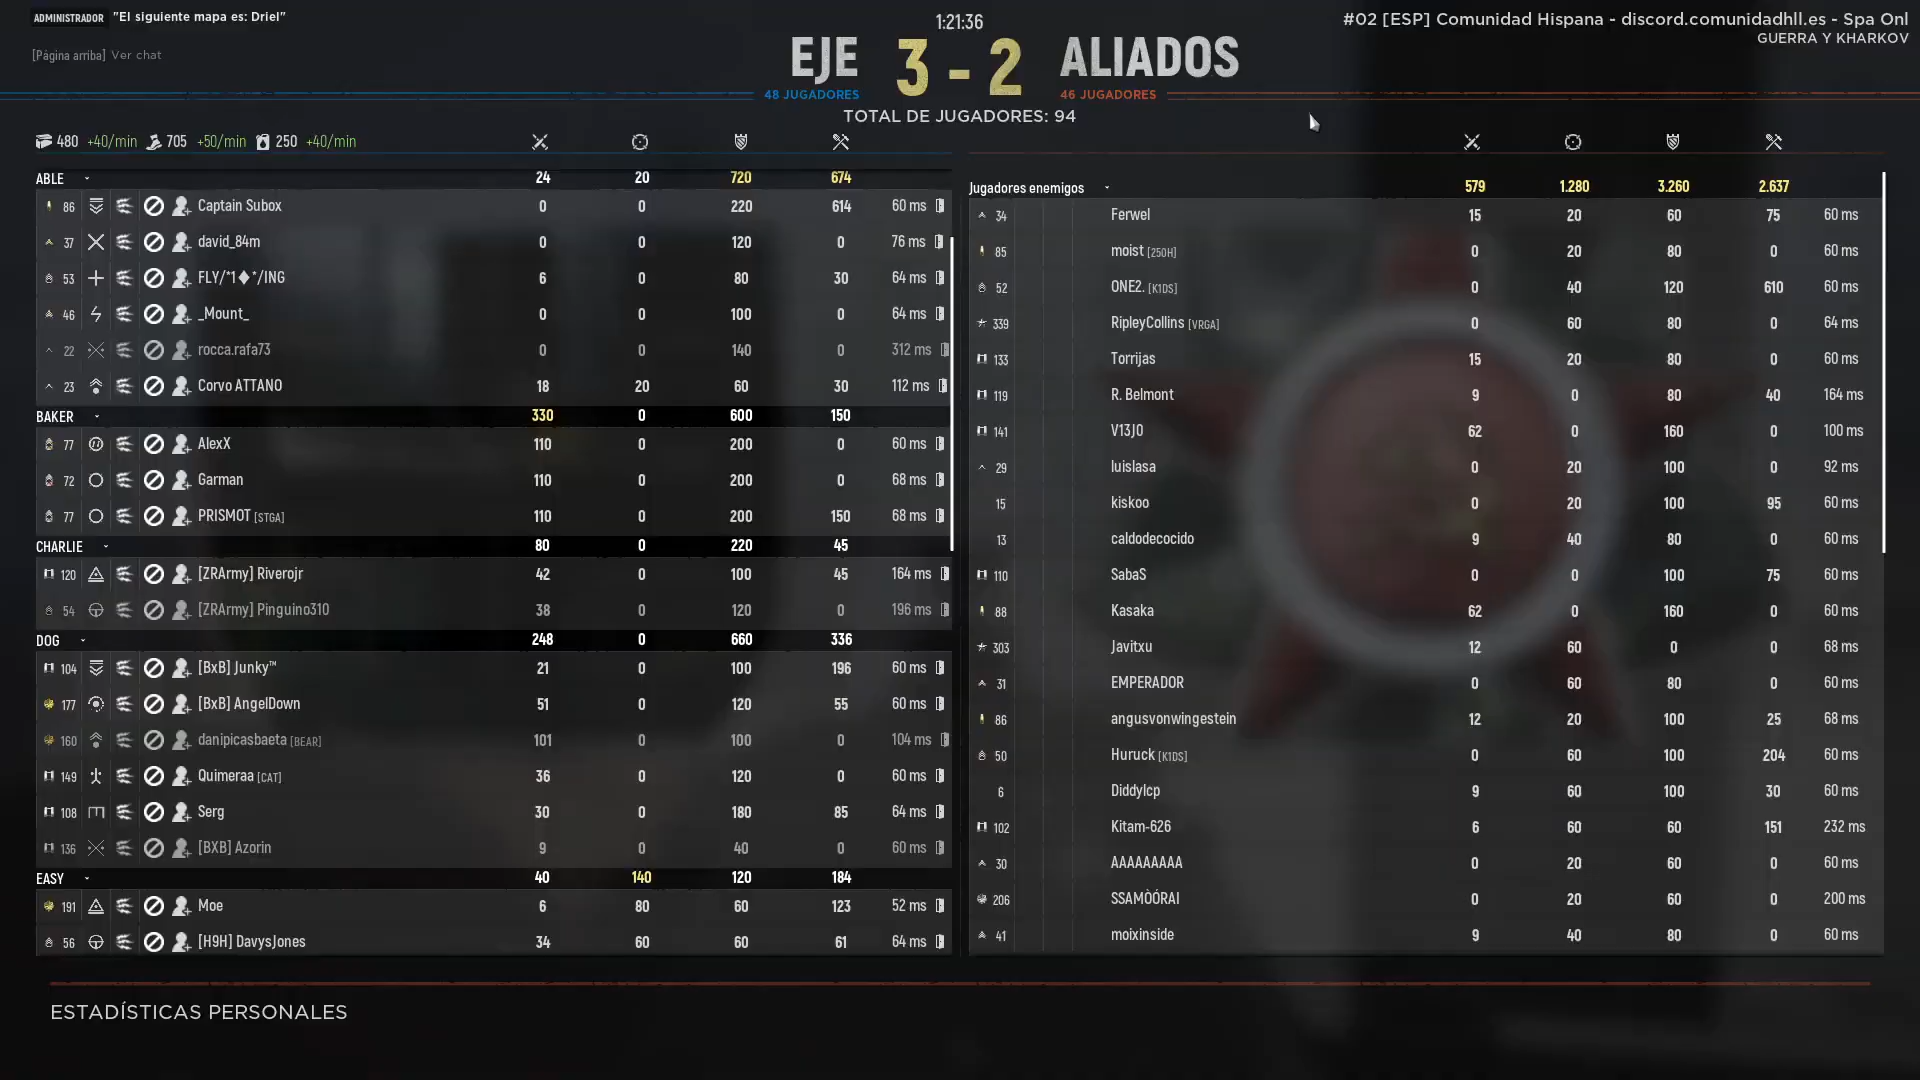 ADMINISTRADOR "El siguiente mapa es: Driel"
[Página arriba] Ver chat
1:21:36
EJE 3 - 2 ALIADOS
48 JUGADORES 46 JUGADORES
TOTAL DE JUGADORES: 94
#02 [ESP] Comunidad Hispana - discord.comunidadhll.es - Spa Onl
GUERRA Y KHARKOV
480 +40/min 705 +50/min 250 +40/min
ABLE 24 20 720 674
86 Captain Subox 0 0 220 614 60 ms
37 david_84m 0 0 120 0 76 ms
53 FLY/*1♦*/ING 6 0 80 30 64 ms
46 _Mount_ 0 0 100 0 64 ms
22 rocca.rafa73 0 0 140 0 312 ms
23 Corvo ATTANO 18 20 60 30 112 ms
BAKER 330 0 600 150
77 AlexX 110 0 200 0 60 ms
72 Garman 110 0 200 0 68 ms
77 PRISMOT [STGA] 110 0 200 150 68 ms
CHARLIE 80 0 220 45
120 [ZRArmy] Riverojr 42 0 100 45 164 ms
54 [ZRArmy] Pinguino310 38 0 120 0 196 ms
DOG 248 0 660 336
104 [BxB] Junky™ 21 0 100 196 60 ms
177 [BxB] AngelDown 51 0 120 55 60 ms
160 danipicasbaeta [BEAR] 101 0 100 0 104 ms
149 Quimeraa [CAT] 36 0 120 0 60 ms
108 Serg 30 0 180 85 64 ms
136 [BXB] Azorin 9 0 40 0 60 ms
EASY 40 140 120 184
191 Moe 6 80 60 123 52 ms
56 [H9H] DavysJones 34 60 60 61 64 ms
Jugadores enemigos 579 1.280 3.260 2.637
34 Ferwel 15 20 60 75 60 ms
85 moist [250H] 0 20 80 0 60 ms
52 ONE2. [K1DS] 0 40 120 610 60 ms
339 RipleyCollins [VRGA] 0 60 80 0 64 ms
133 Torrijas 15 20 80 0 60 ms
119 R. Belmont 9 0 80 40 164 ms
141 V13JO 62 0 160 0 100 ms
29 luislasa 0 20 100 0 92 ms
15 kiskoo 0 20 100 95 60 ms
13 caldodecocido 9 40 80 0 60 ms
110 SabaS 0 0 100 75 60 ms
88 Kasaka 62 0 160 0 60 ms
303 Javitxu 12 60 0 0 68 ms
31 EMPERADOR 0 60 80 0 60 ms
86 angusvonwingestein 12 20 100 25 68 ms
50 Huruck [K1DS] 0 60 100 204 60 ms
6 Diddylcp 9 60 100 30 60 ms
102 Kitam-626 6 60 60 151 232 ms
30 AAAAAAAAA 0 20 60 0 60 ms
206 SSAMÒÓRAI 0 20 60 0 200 ms
41 moixinside 9 40 80 0 60 ms
ESTADÍSTICAS PERSONALES